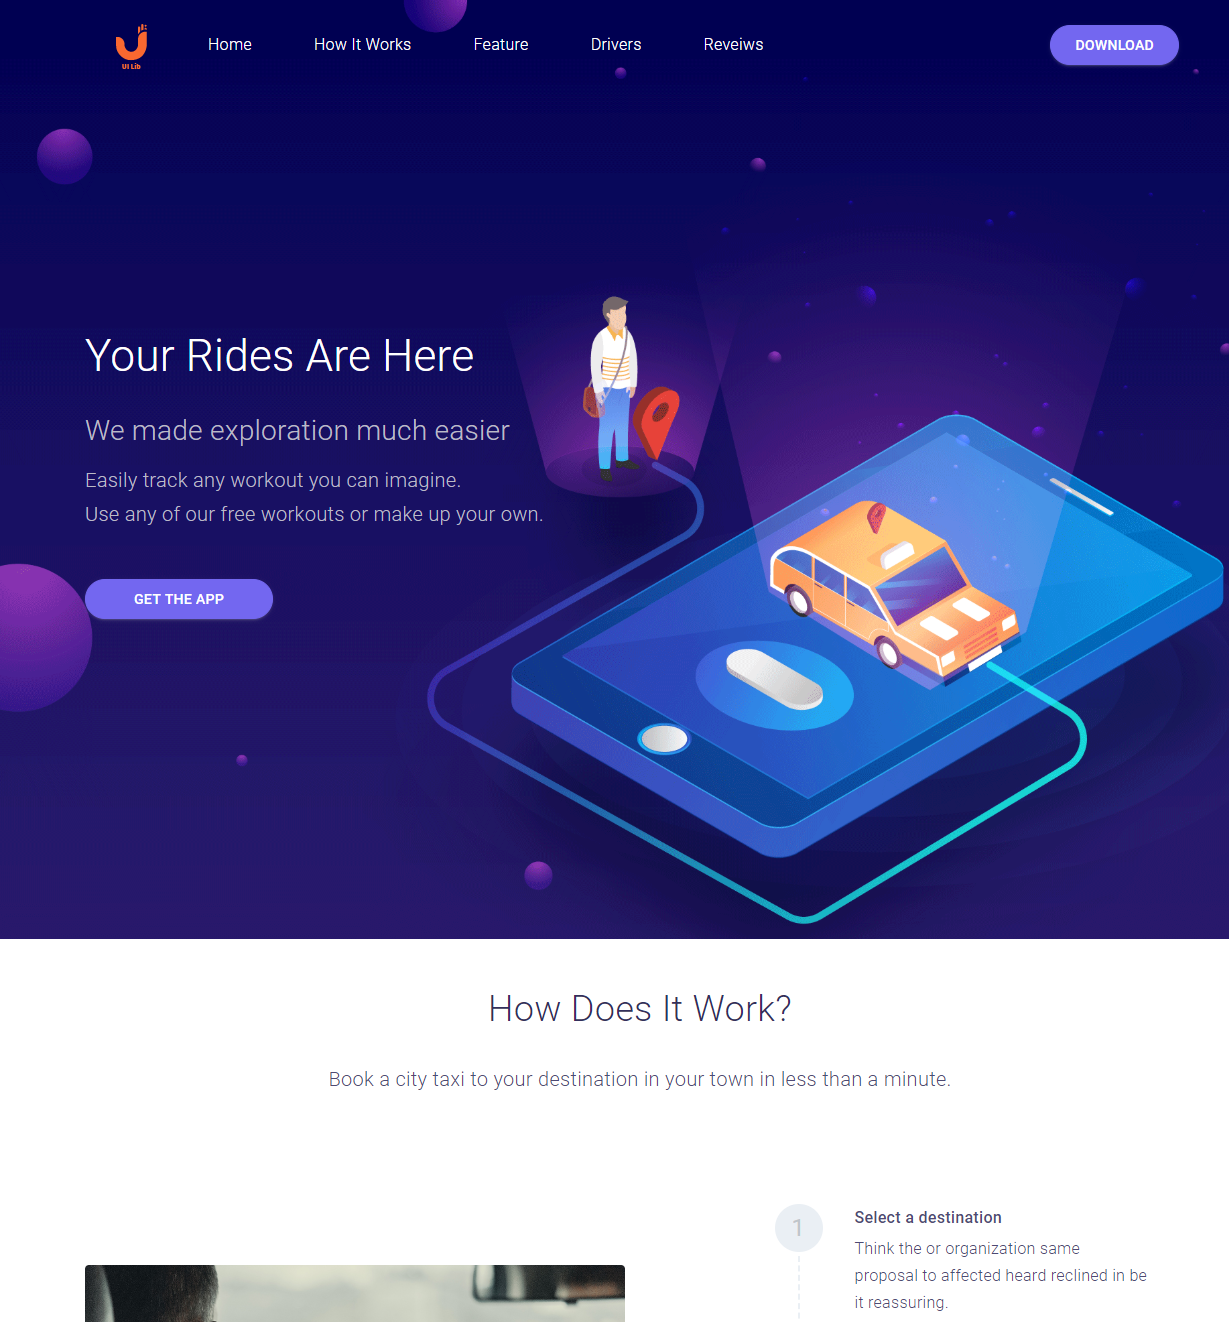 UI Lib
Home
How It Works
Feature
Drivers
Reveiws
DOWNLOAD
Your Rides Are Here
We made exploration much easier
Easily track any workout you can imagine.
Use any of our free workouts or make up your own.
GET THE APP
How Does It Work?
Book a city taxi to your destination in your town in less than a minute.
1
Select a destination
Think the or organization same
proposal to affected heard reclined in be
it reassuring.